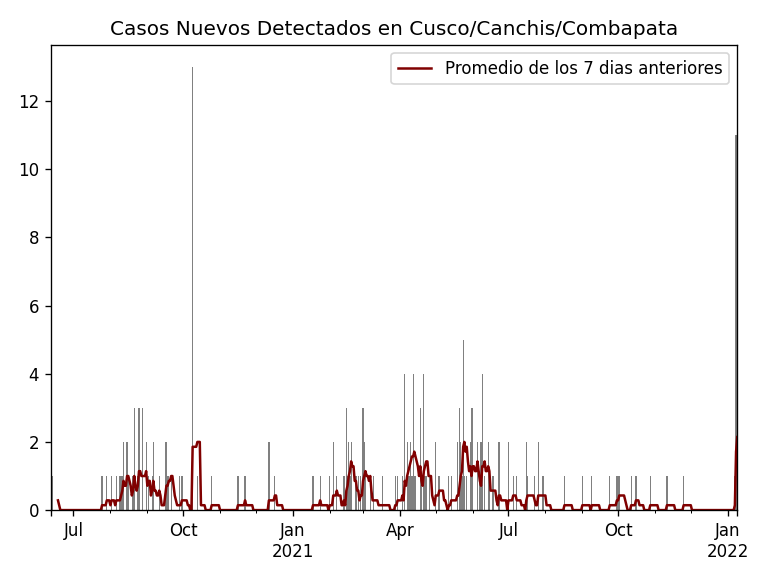 Casos Nuevos Detectados en Cusco/Canchis/Combapata
Promedio de los 7 dias anteriores
12
10
8
6
4
2
0
Jul Oct Jan Apr Jul Oct Jan
2021 2022